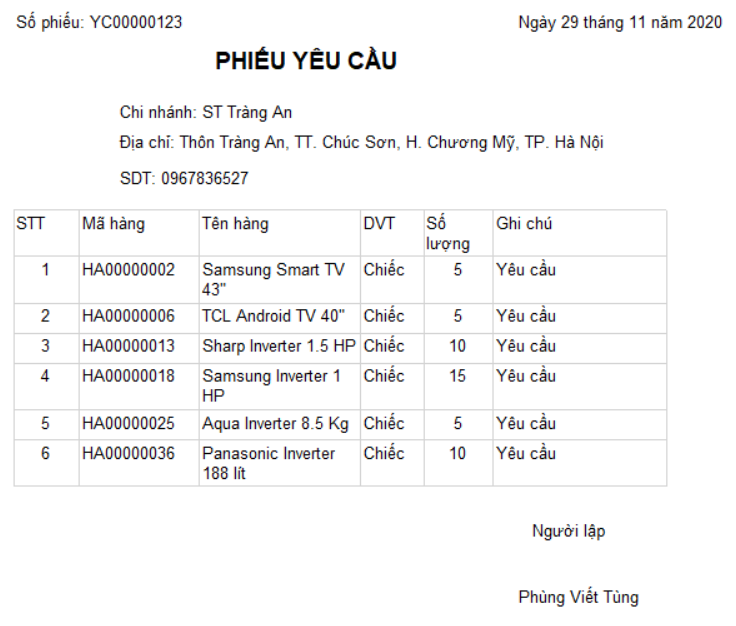 Số phiếu: YC00000123 Ngày 29 tháng 11 năm 2020
PHIẾU YÊU CẦU
Chi nhánh: ST Tràng An
Địa chỉ: Thôn Tràng An, TT. Chúc Sơn, H. Chương Mỹ, TP. Hà Nội
SDT: 0967836527
STT Mã hàng Tên hàng DVT Số
lượng Ghi chú
1 HA00000002 Samsung Smart TV Chiếc 5 Yêu cầu
43"
2 HA00000006 TCL Android TV 40" Chiếc 5 Yêu cầu
3 HA00000013 Sharp Inverter 1.5 HP Chiếc 10 Yêu cầu
4 HA00000018 Samsung Inverter 1 Chiếc 15 Yêu cầu
HP
5 HA00000025 Aqua Inverter 8.5 Kg Chiếc 5 Yêu cầu
6 HA00000036 Panasonic Inverter Chiếc 10 Yêu cầu
188 lít
Người lập
Phùng Viết Tùng